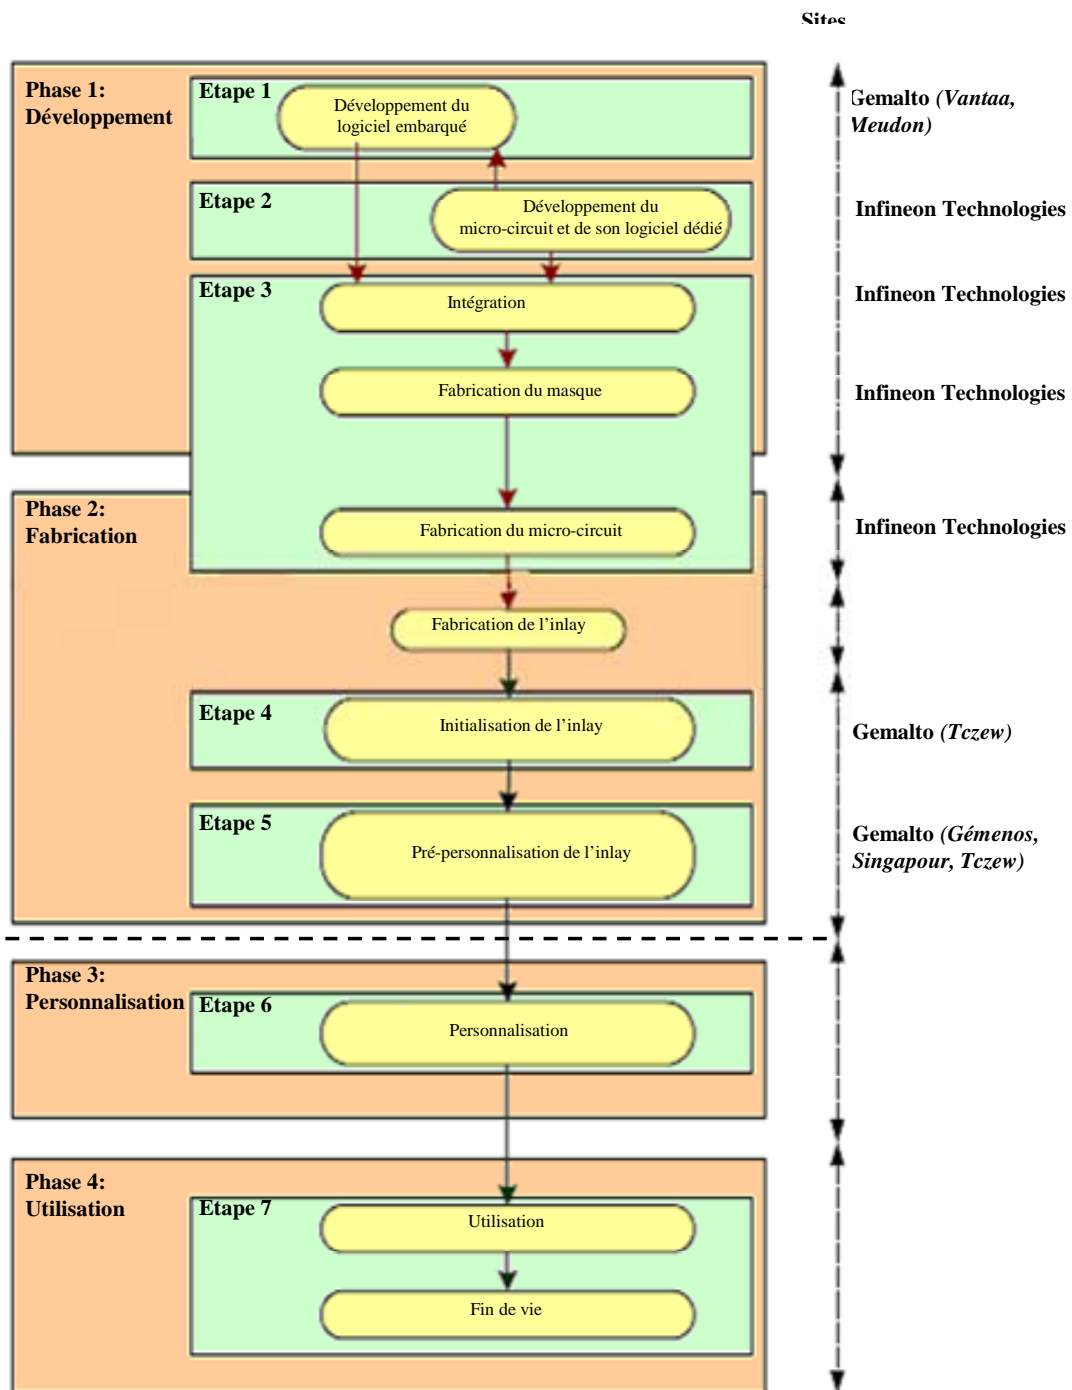 Sites
Phase 1:
Développement
Etape 1
Développement du
logiciel embarqué
Gemalto (Vantaa,
Meudon)
Etape 2
Développement du
micro-circuit et de son logiciel dédié
Infineon Technologies
Etape 3
Intégration
Infineon Technologies
Fabrication du masque
Infineon Technologies
Phase 2:
Fabrication
Fabrication du micro-circuit
Infineon Technologies
Fabrication de l’inlay
Etape 4
Initialisation de l’inlay
Gemalto (Tczew)
Etape 5
Pré-personnalisation de l’inlay
Gemalto (Gémenos,
Singapour, Tczew)
Phase 3:
Personnalisation
Etape 6
Personnalisation
Phase 4:
Utilisation
Etape 7
Utilisation
Fin de vie